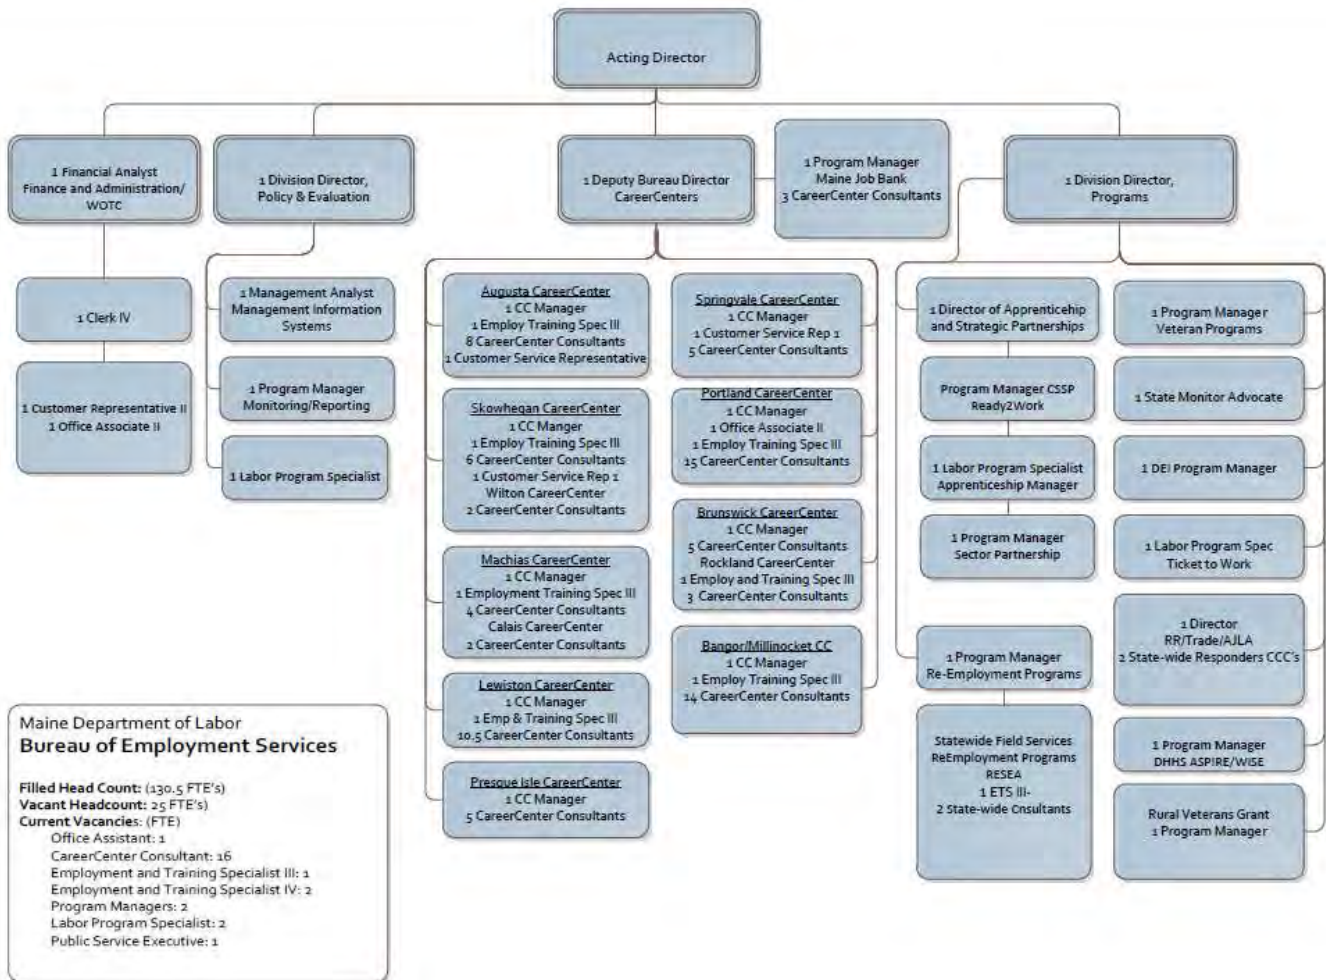 Acting Director
1 Financial Analyst
Finance and Administration/
WOTC
1 Division Director,
Policy & Evaluation
1 Deputy Bureau Director
CareerCenters
1 Program Manager
Maine Job Bank
3 CareerCenter Consultants
1 Division Director,
Programs
1 Clerk IV
1 Customer Representative II
1 Office Associate II
1 Management Analyst
Management Information
Systems
1 Program Manager
Monitoring/Reporting
1 Labor Program Specialist
Augusta CareerCenter
1 CC Manager
1 Employ Training Spec III
8 CareerCenter Consultants
1 Customer Service Representative
Skowhegan CareerCenter
1 CC Manger
1 Employ Training Spec III
6 CareerCenter Consultants
1 Customer Service Rep 1
Wilton CareerCenter
2 CareerCenter Consultants
Machias CareerCenter
1 CC Manager
1 Employment Training Spec III
4 CareerCenter Consultants
Calais CareerCenter
2 CareerCenter Consultants
Lewiston CareerCenter
1 CC Manager
1 Emp & Training Spec III
10.5 CareerCenter Consultants
Presque Isle CareerCenter
1 CC Manager
5 CareerCenter Consultants
Springvale CareerCenter
1 CC Manager
1 Customer Service Rep 1
5 CareerCenter Consultants
Portland CareerCenter
1 CC Manager
1 Office Associate II
1 Employ Training Spec III
15 CareerCenter Consultants
Brunswick CareerCenter
1 CC Manager
5 CareerCenter Consultants
Rockland CareerCenter
1 Employ and Training Spec III
3 CareerCenter Consultants
Bangor/Millinocket CC
1 CC Manager
1 Employ Training Spec III
14 CareerCenter Consultants
1 Director of Apprenticehip
and Strategic Partnerships
Program Manager CSSP
Ready2Work
1 Labor Program Specialist
Apprenticeship Manager
1 Program Manager
Sector Partnership
1 Program Manager
Re-Employment Programs
Statewide Field Services
ReEmployment Programs
RESEA
1 ETS III-
2 State-wide Cnsultants
1 Program Manager
Veteran Programs
1 State Monitor Advocate
1 DEI Program Manager
1 Labor Program Spec
Ticket to Work
1 Director
RR/Trade/AJLA
2 State-wide Responders CCC's
1 Program Manager
DHHS ASPIRE/WISE
Rural Veterans Grant
1 Program Manager
Maine Department of Labor
Bureau of Employment Services
Filled Head Count: (130.5 FTE's)
Vacant Headcount: 25 FTE's)
Current Vacancies: (FTE)
Office Assistant: 1
CareerCenter Consultant: 16
Employment and Training Specialist III: 1
Employment and Training Specialist IV: 2
Program Managers: 2
Labor Program Specialist: 2
Public Service Executive: 1